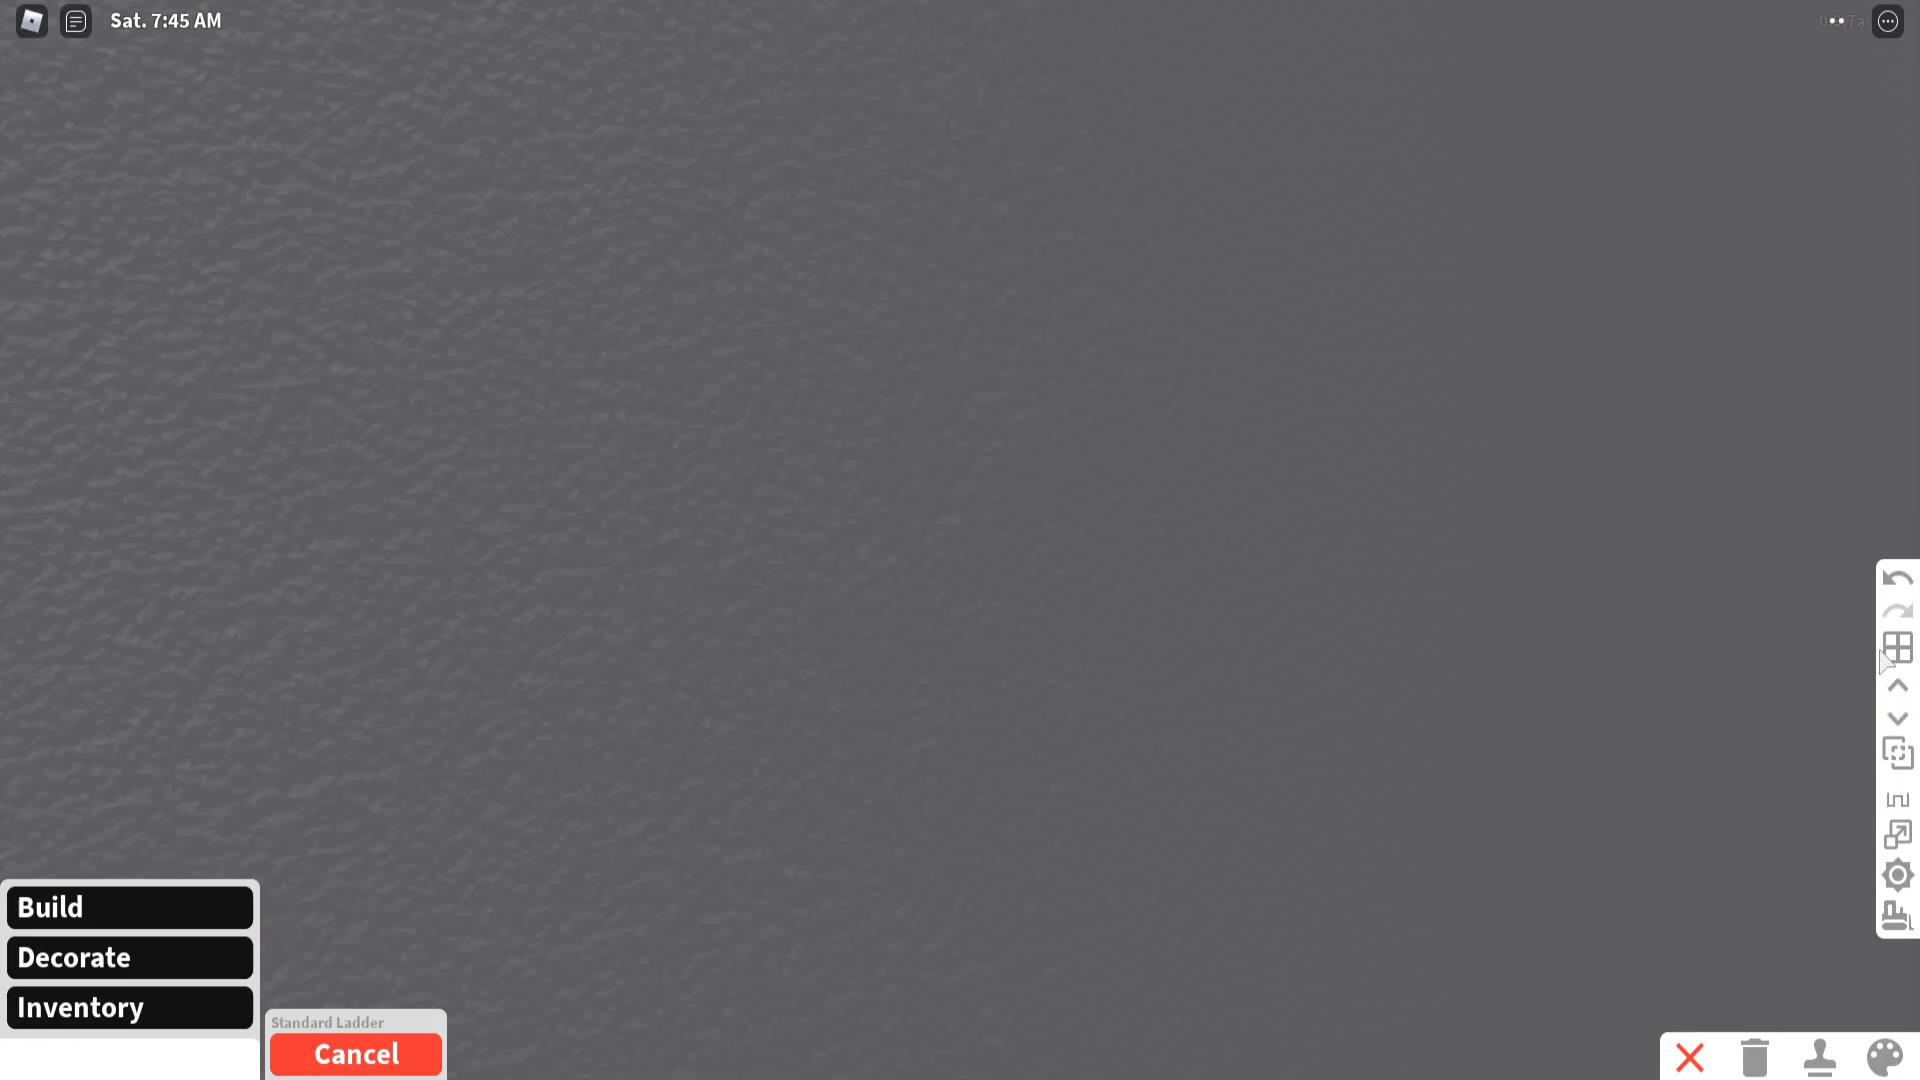 Sat. 7:45 AM
Build
Decorate
Inventory
Standard Ladder
Cancel